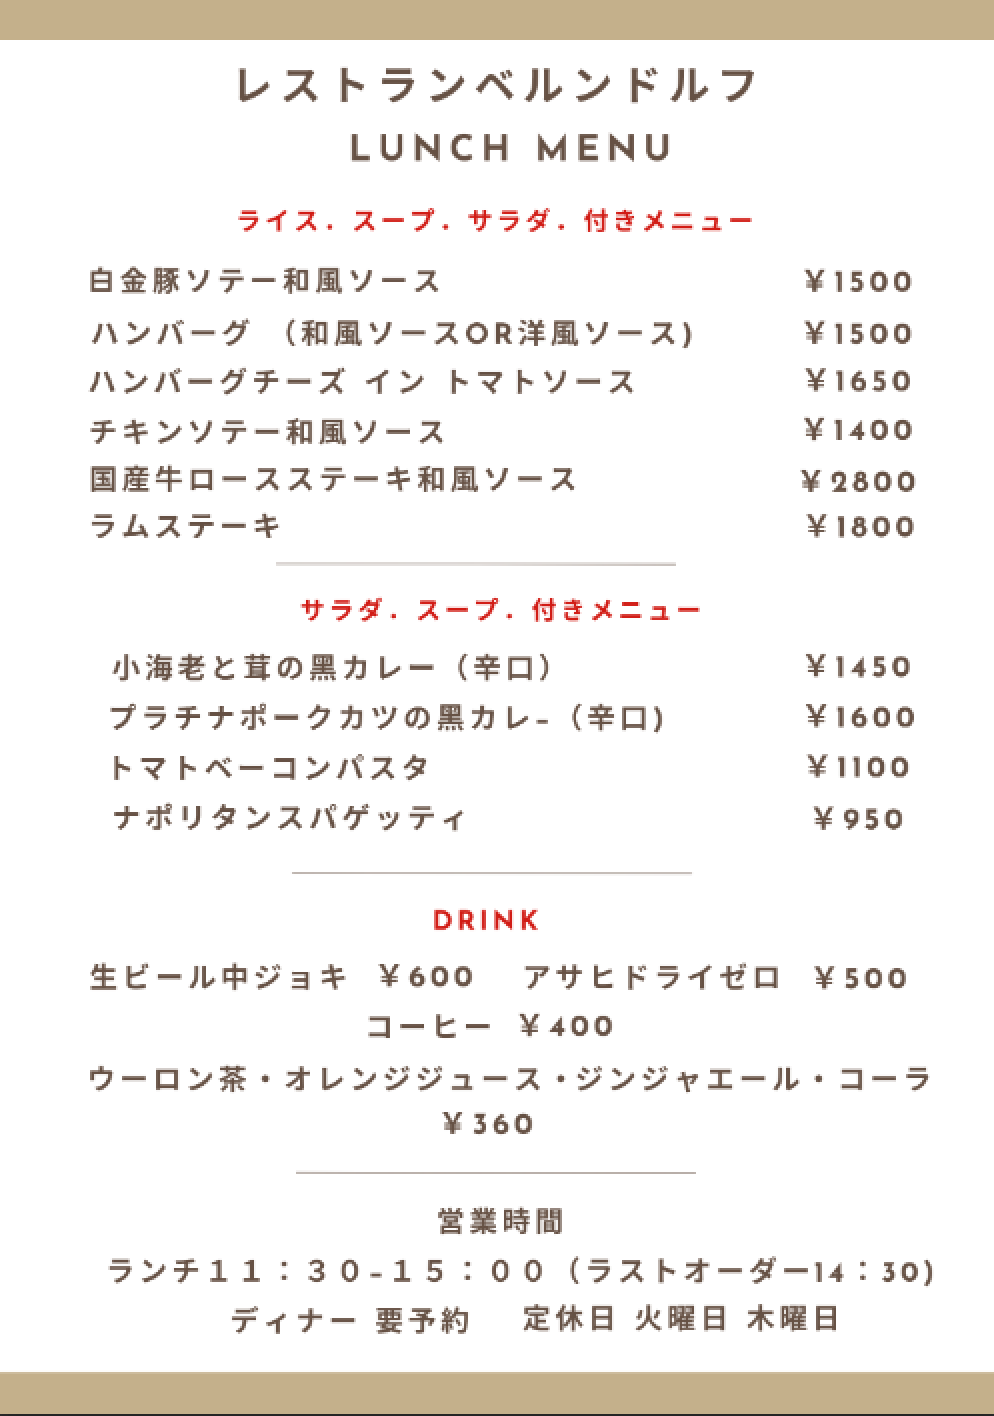 レストランベルンドルフ
LUNCH MENU
ライス. スープ. サラダ. 付きメニュー
白金豚ソテー和風ソース ¥1500
ハンバーグ （和風ソースOR洋風ソース) ¥1500
ハンバーグチーズ イン トマトソース ¥1650
チキンソテー和風ソース ¥1400
国産牛ロースステーキ和風ソース ¥2800
ラムステーキ ¥1800
サラダ. スープ. 付きメニュー
小海老と茸の黒カレー（辛口） ¥1450
プラチナポークカツの黒カレ-（辛口) ¥1600
トマトベーコンパスタ ¥1100
ナポリタンスパゲッティ ¥950
DRINK
生ビール中ジョキ ¥600 アサヒドライゼロ ¥500
コーヒー ¥400
ウーロン茶・オレンジジュース・ジンジャエール・コーラ
¥360
営業時間
ランチ１１：３０-１５：００（ラストオーダー14：30)
ディナー 要予約 定休日 火曜日 木曜日